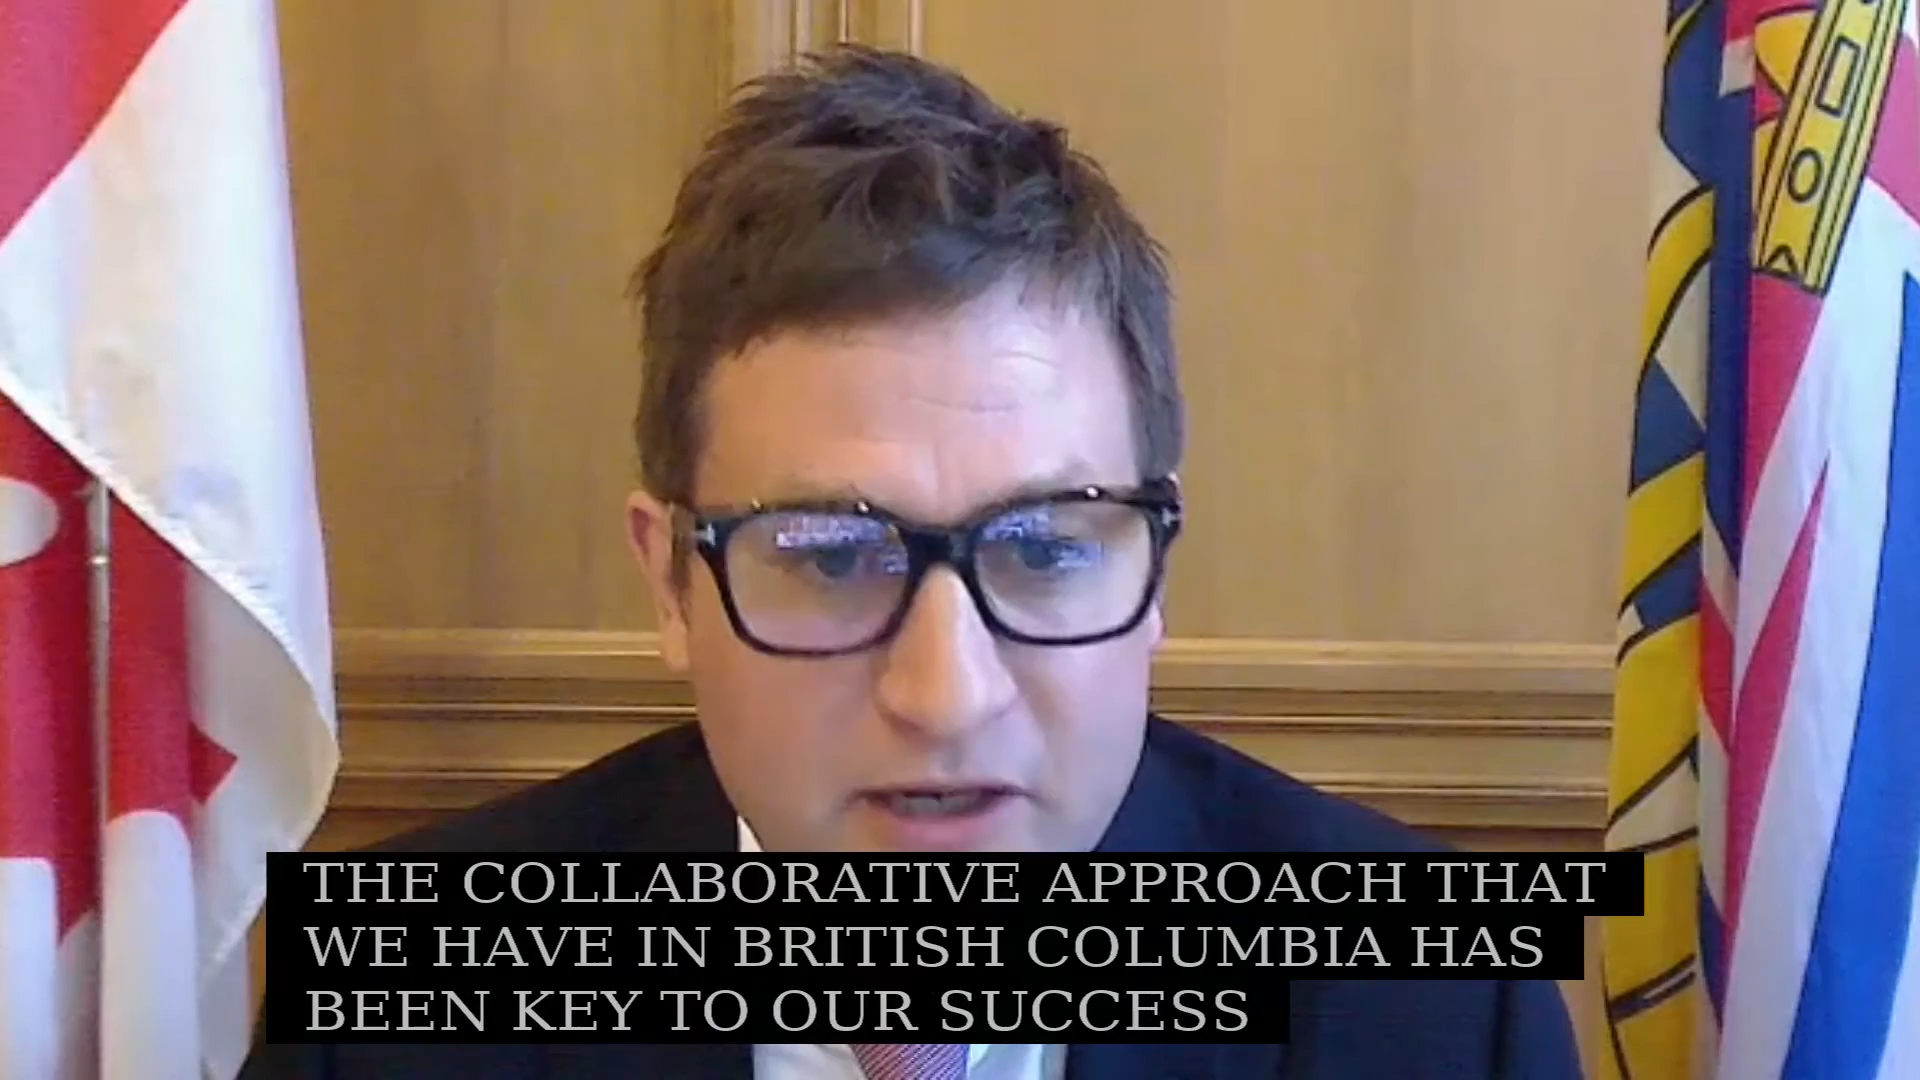 THE COLLABORATIVE APPROACH THAT
WE HAVE IN BRITISH COLUMBIA HAS
BEEN KEY TO OUR SUCCESS